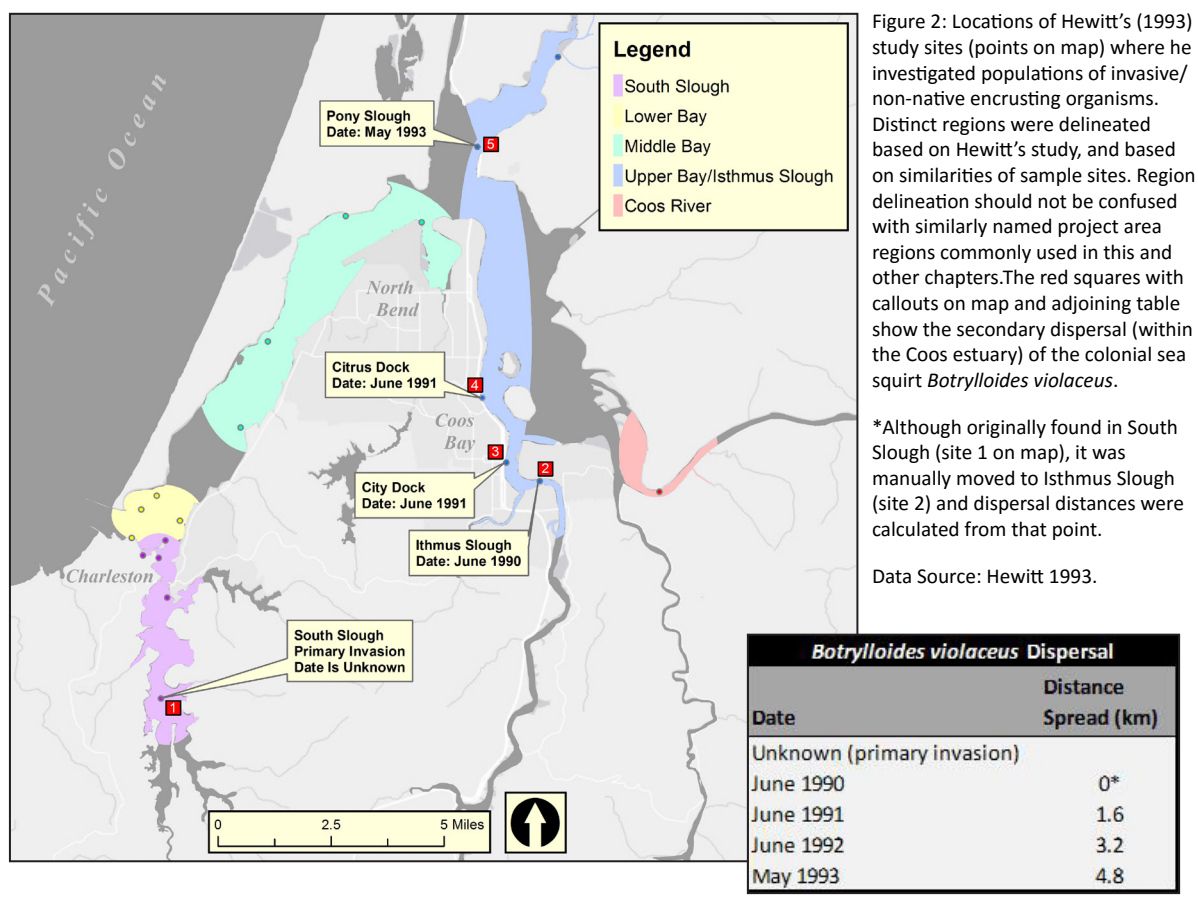 Pacific Ocean
Pony Slough
Date: May 1993
5
Legend
South Slough
Lower Bay
Middle Bay
Upper Bay/Isthmus Slough
Coos River
North
Bend
Citrus Dock
Date: June 1991
4
Coos
Bay
3
2
City Dock
Date: June 1991
Ithmus Slough
Date: June 1990
Charleston
South Slough
Primary Invasion
Date Is Unknown
1
0 2.5 5 Miles
Figure 2: Locations of Hewitt’s (1993)
study sites (points on map) where he
investigated populations of invasive/
non-native encrusting organisms.
Distinct regions were delineated
based on Hewitt’s study, and based
on similarities of sample sites. Region
delineation should not be confused
with similarly named project area
regions commonly used in this and
other chapters.The red squares with
callouts on map and adjoining table
show the secondary dispersal (within
the Coos estuary) of the colonial sea
squirt Botrylloides violaceus.
*Although originally found in South
Slough (site 1 on map), it was
manually moved to Isthmus Slough
(site 2) and dispersal distances were
calculated from that point.
Data Source: Hewitt 1993.
Botrylloides violaceus Dispersal
Distance
Date Spread (km)
Unknown (primary invasion)
June 1990 0*
June 1991 1.6
June 1992 3.2
May 1993 4.8